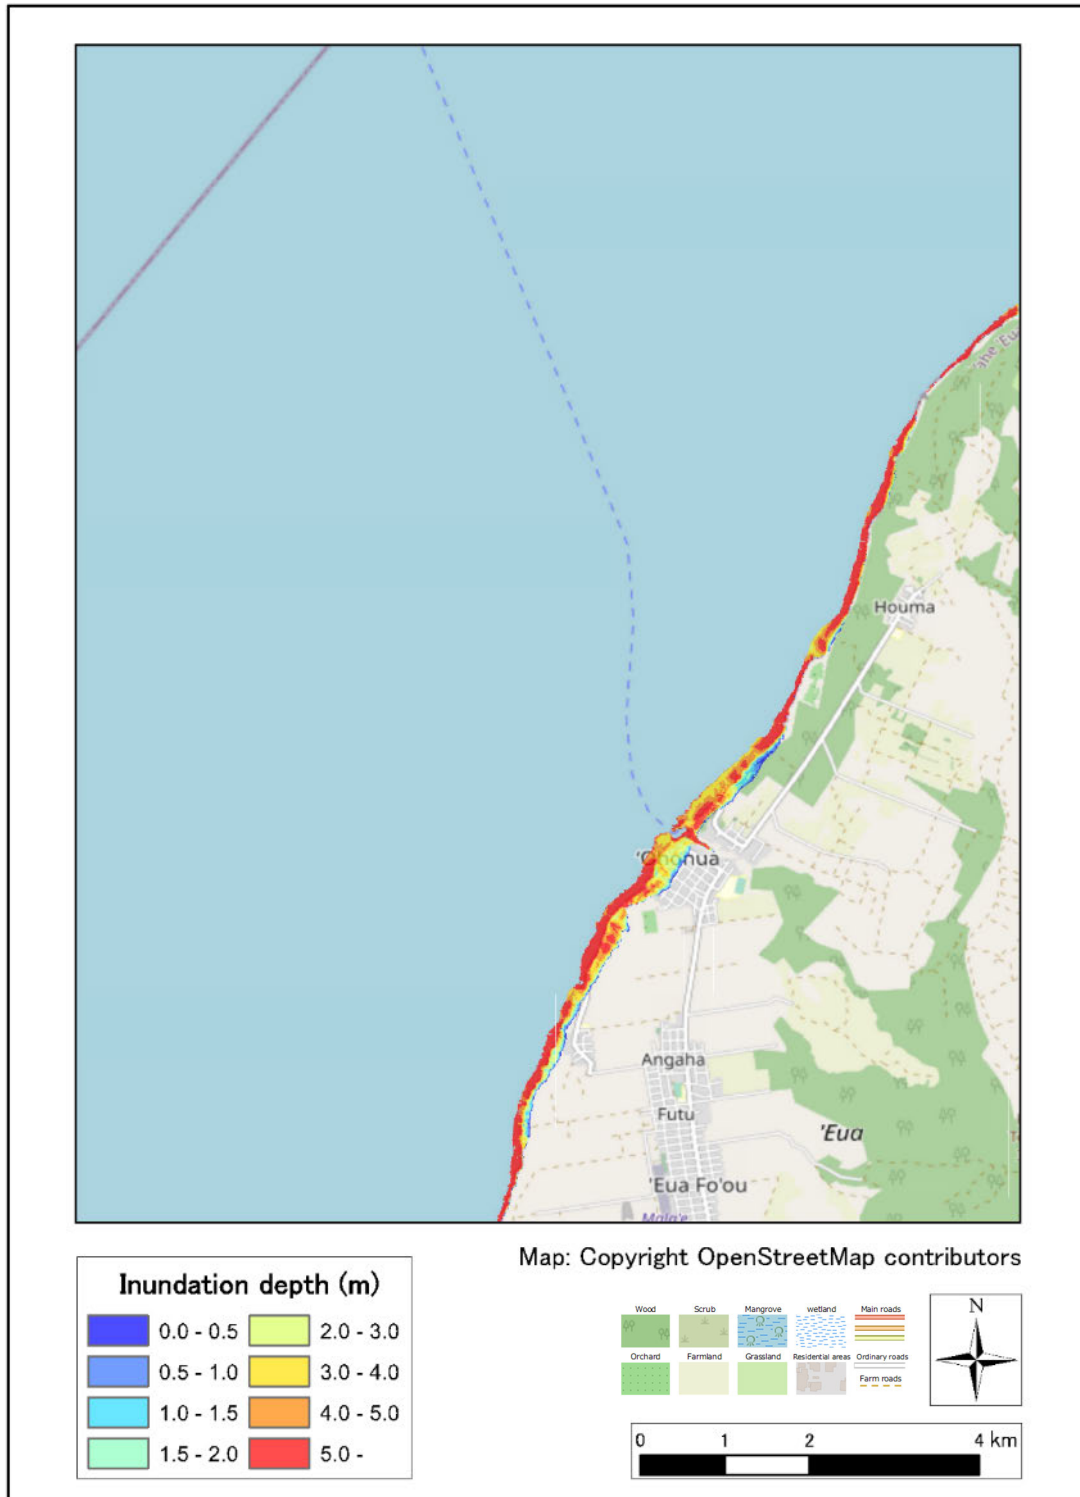 'ahe 'Eu
Houma
'Ohonua
Angaha
Futu
'Eua
'Eua Fo'ou
Mala'e
Map: Copyright OpenStreetMap contributors
Inundation depth (m)
0.0 - 0.5
2.0 - 3.0
0.5 - 1.0
3.0 - 4.0
1.0 - 1.5
4.0 - 5.0
1.5 - 2.0
5.0 -
Wood Scrub Mangrove wetland Main roads
Orchard Farmland Grassland Residential areas Ordinary roads
Farm roads
N
0 1 2 4 km